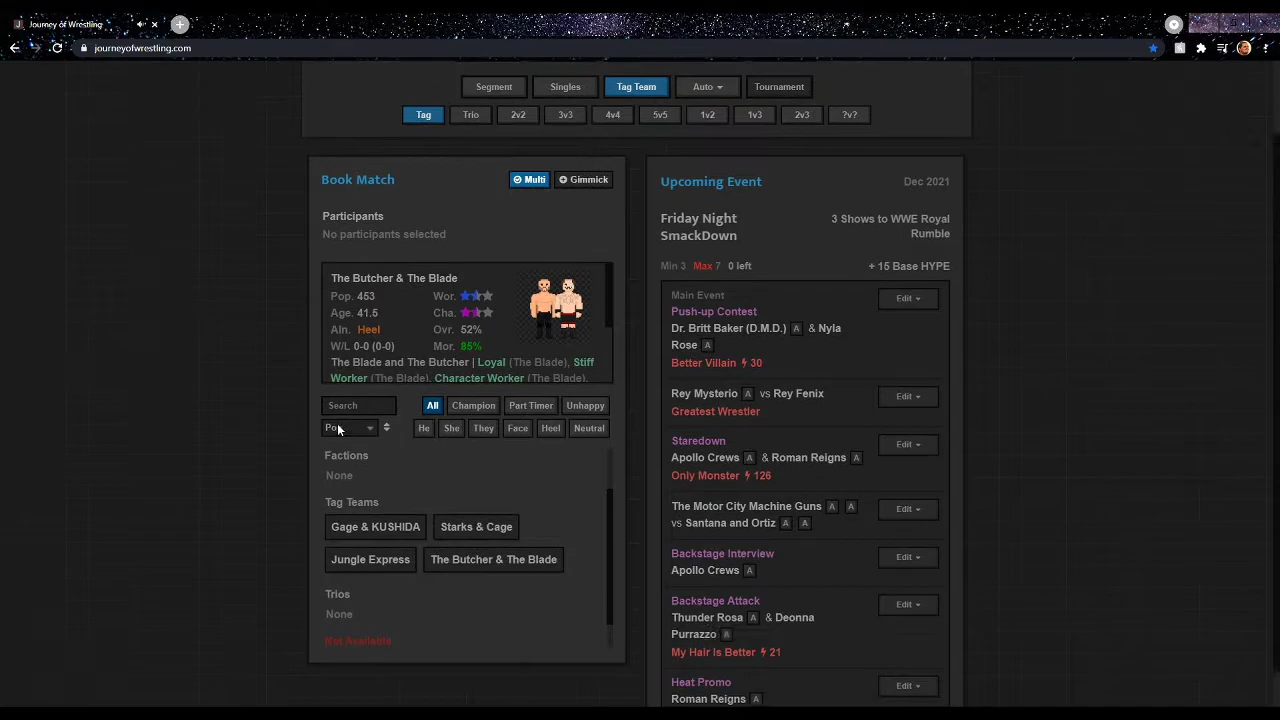 Journey of Wrestling
journeyofwrestling.com
Segment Singles Tag Team Auto Tournament
Tag Trio 2v2 3v3 4v4 5v5 1v2 1v3 2v3 ?v?
Book Match Multi Gimmick
Participants
No participants selected
The Butcher & The Blade
Pop. 453 Wor.
Age. 41.5 Cha.
Aln. Heel Ovr. 52%
W/L 0-0 (0-0) Mor. 85%
The Blade and The Butcher | Loyal (The Blade), Stiff
Worker (The Blade), Character Worker (The Blade),
Search All Champion Part Timer Unhappy
He She They Face Heel Neutral
Factions
None
Tag Teams
Gage & KUSHIDA Starks & Cage
Jungle Express The Butcher & The Blade
Trios
None
Not Available
Upcoming Event Dec 2021
Friday Night
SmackDown
3 Shows to WWE Royal
Rumble
Min 3 Max 7 0 left + 15 Base HYPE
Main Event Edit
Push-up Contest
Dr. Britt Baker (D.M.D.) A & Nyla
Rose A
Better Villain 30
Rey Mysterio A vs Rey Fenix Edit
Greatest Wrestler
Staredown Edit
Apollo Crews A & Roman Reigns A
Only Monster 126
The Motor City Machine Guns A A Edit
vs Santana and Ortiz A A
Backstage Interview Edit
Apollo Crews A
Backstage Attack Edit
Thunder Rosa A & Deonna
Purrazzo A
My Hair Is Better 21
Heat Promo Edit
Roman Reigns A